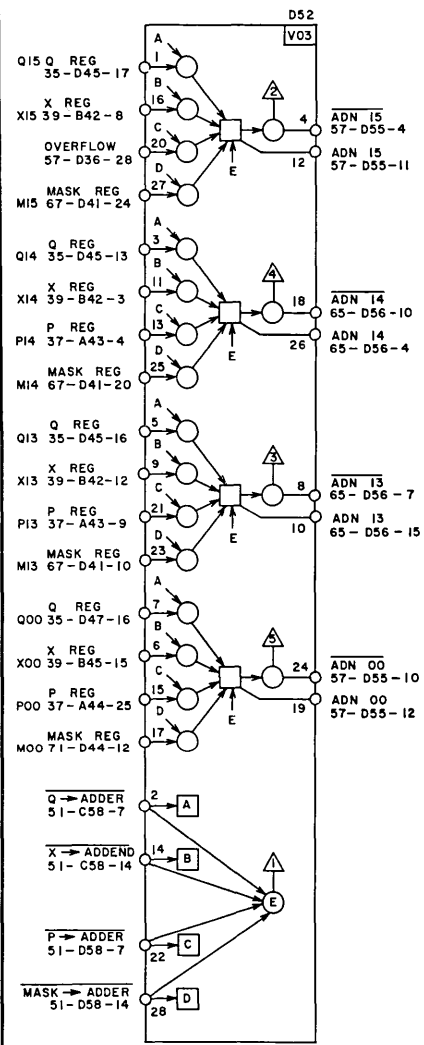 D52
V03
A
Q15 Q REG
35-D45-17
1
B
X REG
X15 39-B42-8
16
C
OVERFLOW
57-D36-28
20
D
MASK REG
M15 67-D41-24
27
E
2
4
ADN 15
57-D55-4
12
ADN 15
57-D55-11
A
Q REG
Q14 35-D45-13
3
B
X REG
X14 39-B42-3
11
C
P REG
P14 37-A43-4
13
D
MASK REG
M14 67-D41-20
25
E
4
18
ADN 14
65-D56-10
26
ADN 14
65-D56-4
A
Q REG
Q13 35-D45-16
5
B
X REG
X13 39-B42-12
9
C
P REG
P13 37-A43-9
21
D
MASK REG
M13 67-D41-10
23
E
3
8
ADN 13
65-D56-7
10
ADN 13
65-D56-15
A
Q REG
Q00 35-D47-16
7
B
X REG
X00 39-B45-15
6
C
P REG
P00 37-A44-25
15
D
MASK REG
M00 71-D44-12
17
E
5
24
ADN 00
57-D55-10
19
ADN 00
57-D55-12
Q → ADDER
51-C58-7
2
A
X → ADDEND
51-C58-14
14
B
1
E
P → ADDER
51-D58-7
22
C
MASK → ADDER
51-D58-14
28
D